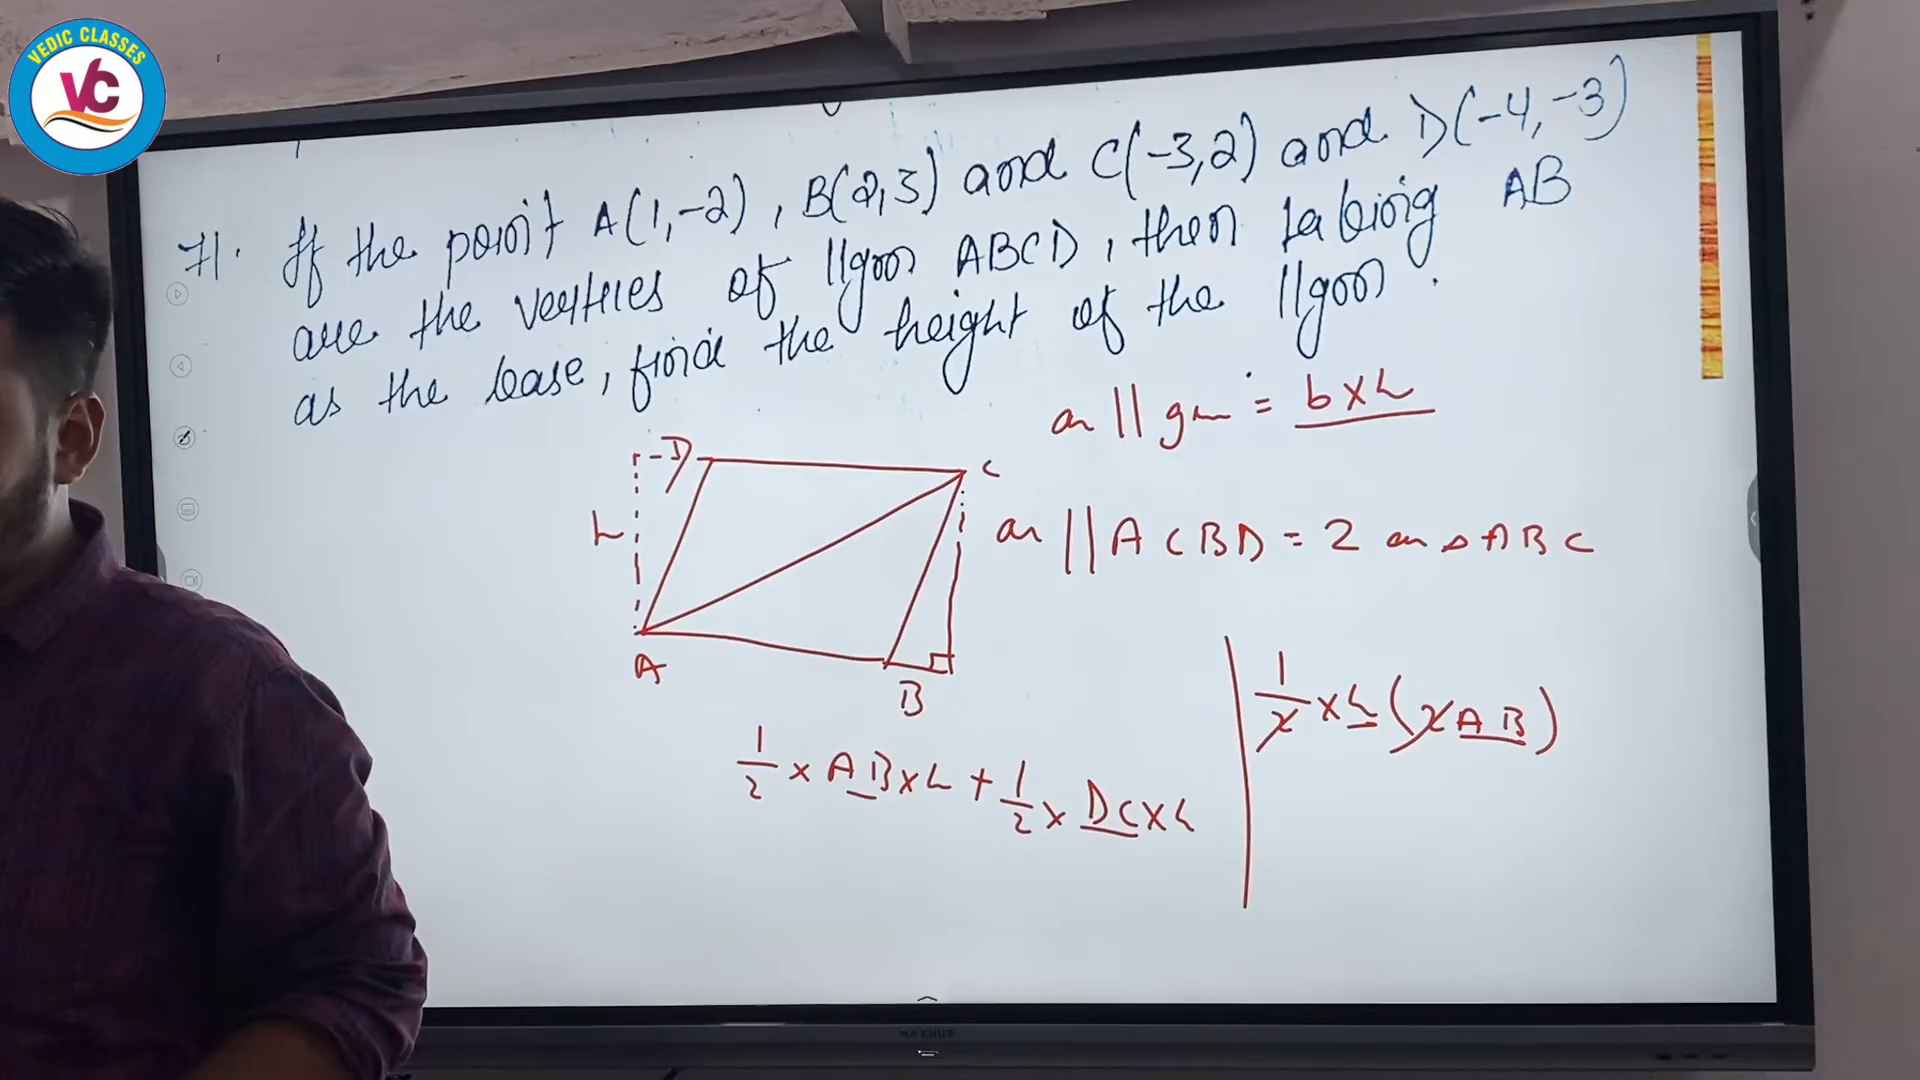 VEDIC CLASSES
VC
71. If the point A(1,-2), B(2,3) and C(-3,2) and D(-4,-3)
are the vertices of ||gm ABCD, then taking AB
as the base, find the height of the ||gm.
ar ||gm = b×h
D
C
h
ar || ACBD = 2 ar △ ABC
A
B
1/2 × h (2AB)
1/2 × AB × h + 1/2 × DC × h
MAXHUB